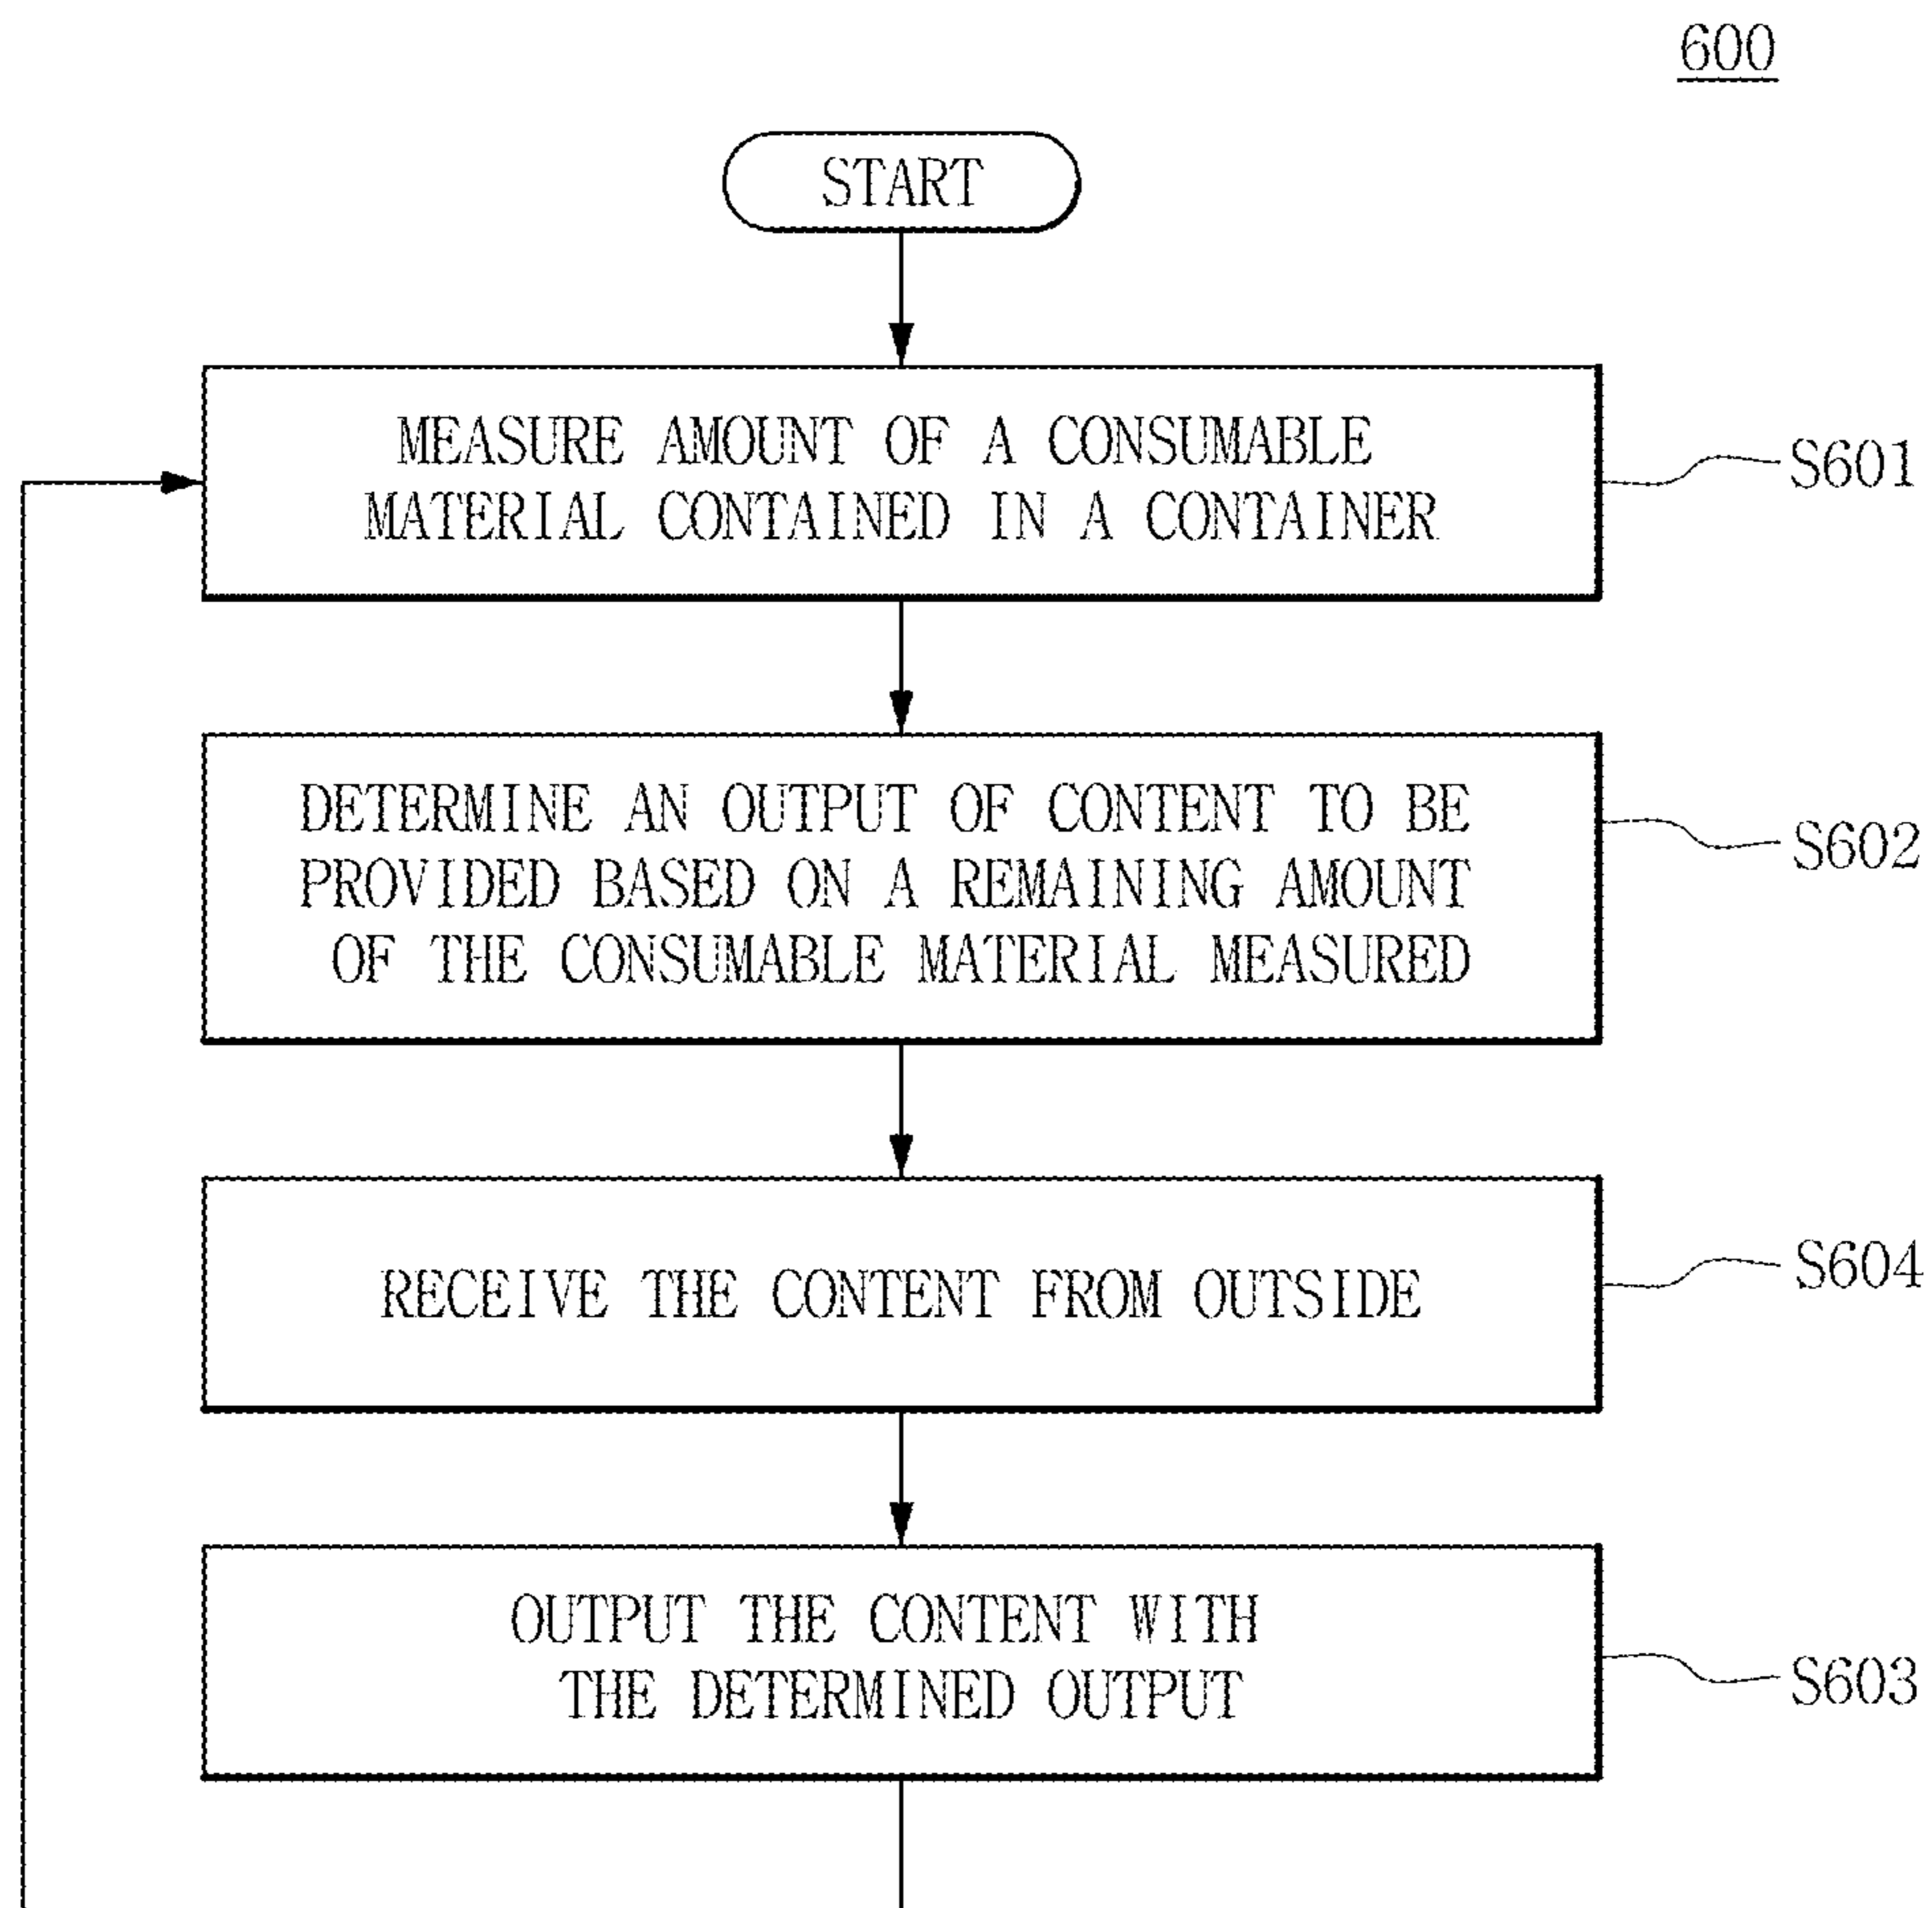 600
START
MEASURE AMOUNT OF A CONSUMABLE
MATERIAL CONTAINED IN A CONTAINER
S601
DETERMINE AN OUTPUT OF CONTENT TO BE
PROVIDED BASED ON A REMAINING AMOUNT
OF THE CONSUMABLE MATERIAL MEASURED
S602
RECEIVE THE CONTENT FROM OUTSIDE
S604
OUTPUT THE CONTENT WITH
THE DETERMINED OUTPUT
S603